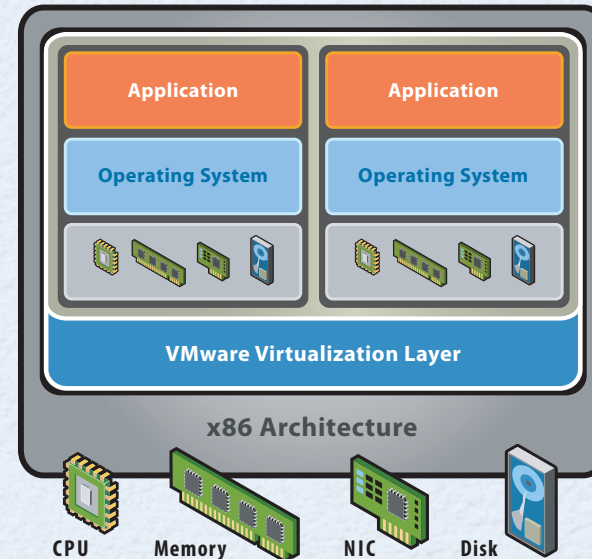 Application Application
Operating System Operating System
VMware Virtualization Layer
x86 Architecture
CPU Memory NIC Disk